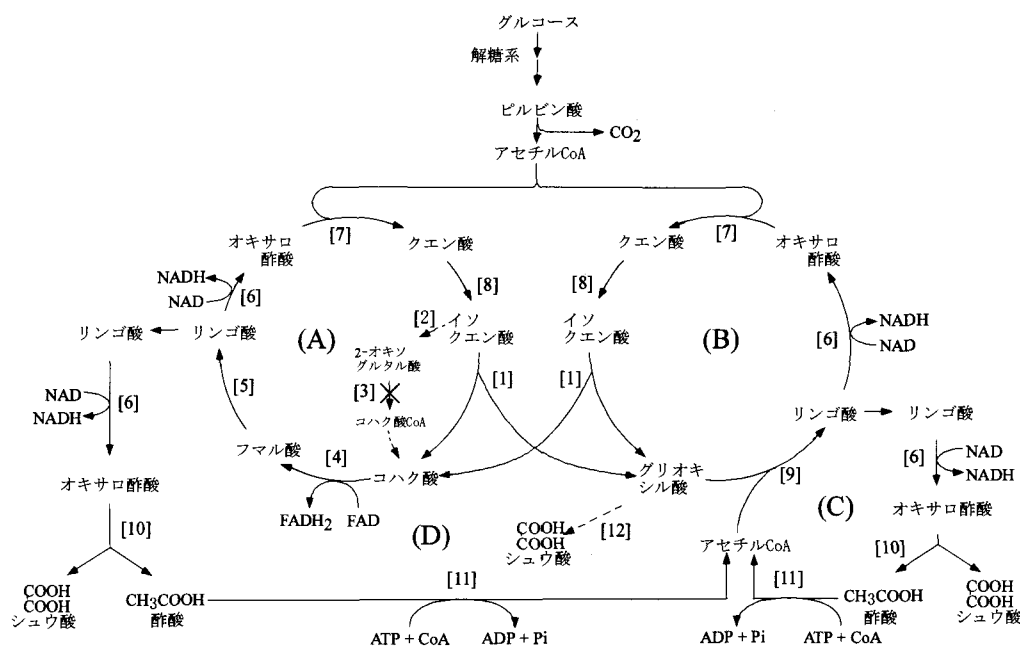 グルコース
解糖系
ピルビン酸
CO2
アセチルCoA
[7]
[7]
オキサロ
酢酸
クエン酸
クエン酸
オキサロ
酢酸
NADH
NAD
[6]
[8]
[8]
リンゴ酸
リンゴ酸
(A)
[2]
イソ
クエン酸
イソ
クエン酸
(B)
[6]
NADH
NAD
2-オキソ
グルタル酸
[3]
コハク酸CoA
[1]
[1]
[5]
NAD
NADH
[6]
リンゴ酸
リンゴ酸
フマル酸
[4]
コハク酸
グリオキ
シル酸
[9]
[6]
NAD
NADH
オキサロ酢酸
FADH2
FAD
(D)
COOH
COOH
シュウ酸
[12]
(C)
オキサロ酢酸
[10]
アセチルCoA
[10]
COOH
COOH
シュウ酸
CH3COOH
酢酸
[11]
ATP + CoA
ADP + Pi
[11]
ADP + Pi
ATP + CoA
CH3COOH
酢酸
COOH
COOH
シュウ酸